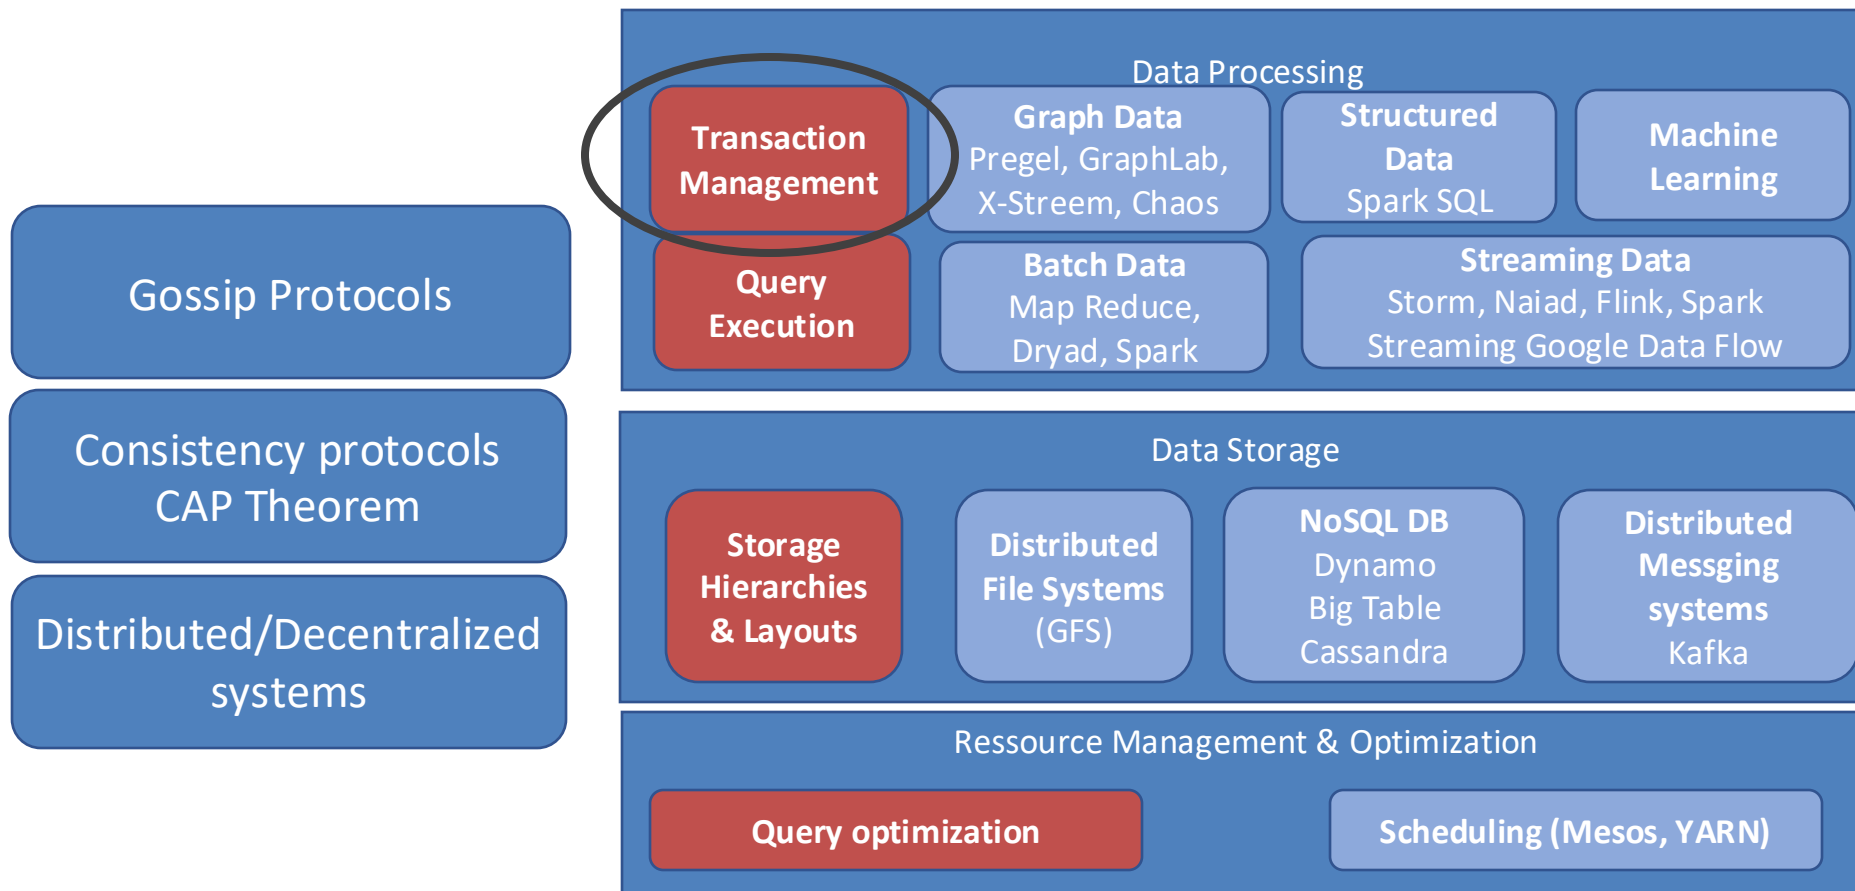 Gossip Protocols
Consistency protocols
CAP Theorem
Distributed/Decentralized
systems
Data Processing
Transaction
Management
Graph Data
Pregel, GraphLab,
X-Streem, Chaos
Structured
Data
Spark SQL
Machine
Learning
Query
Execution
Batch Data
Map Reduce,
Dryad, Spark
Streaming Data
Storm, Naiad, Flink, Spark
Streaming Google Data Flow
Data Storage
Storage
Hierarchies
& Layouts
Distributed
File Systems
(GFS)
NoSQL DB
Dynamo
Big Table
Cassandra
Distributed
Messging
systems
Kafka
Ressource Management & Optimization
Query optimization
Scheduling (Mesos, YARN)